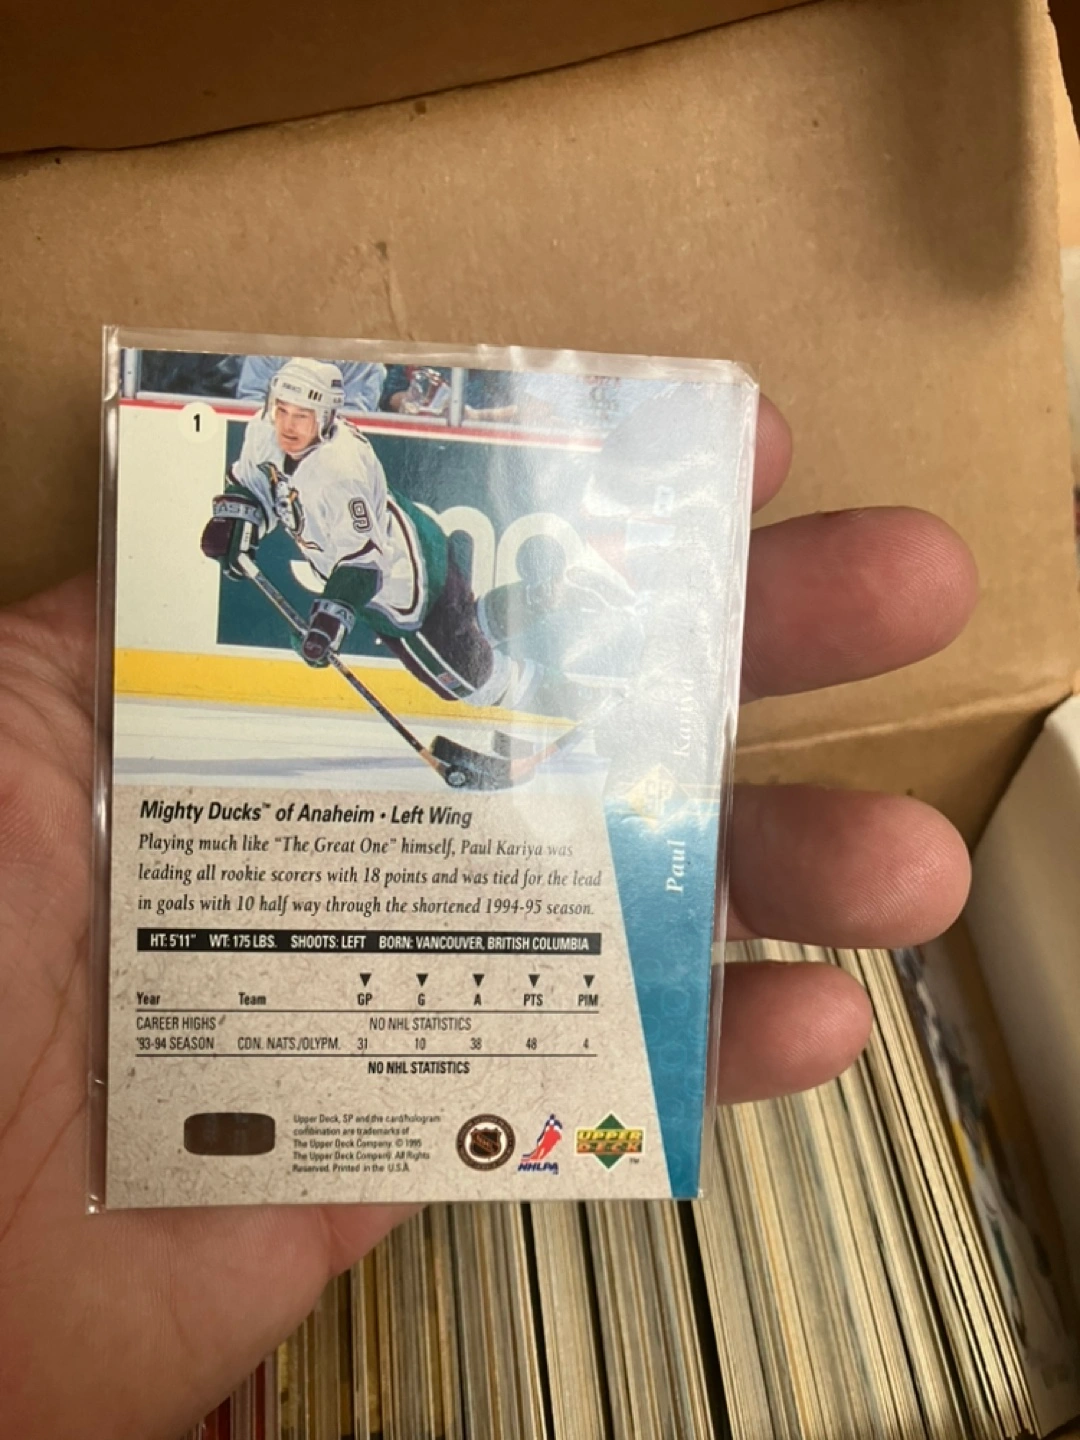 1
9
Mighty Ducks™ of Anaheim • Left Wing
Playing much like "The Great One" himself, Paul Kariya was
leading all rookie scorers with 18 points and was tied for the lead
in goals with 10 half way through the shortened 1994-95 season.
HT: 5'11" WT: 175 LBS. SHOOTS: LEFT BORN: VANCOUVER, BRITISH COLUMBIA
Year Team GP G A PTS PIM
CAREER HIGHS NO NHL STATISTICS
'93-94 SEASON CDN. NATS./OLYPM. 31 10 38 48 4
NO NHL STATISTICS
Upper Deck, SP and the card/hologram
combination are trademarks of
The Upper Deck Company. © 1995
The Upper Deck Company. All Rights
Reserved. Printed in the U.S.A.
NHLPA
UPPER
DECK
TM
Paul Kariya
SP